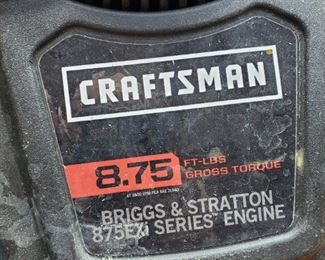 CRAFTSMAN
8.75 FT-LBS
GROSS TORQUE
BRIGGS & STRATTON
875EXi SERIES ENGINE